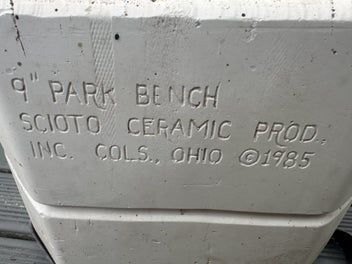 9" PARK BENCH
SCIOTO CERAMIC PROD.,
INC. COLS., OHIO ©1985